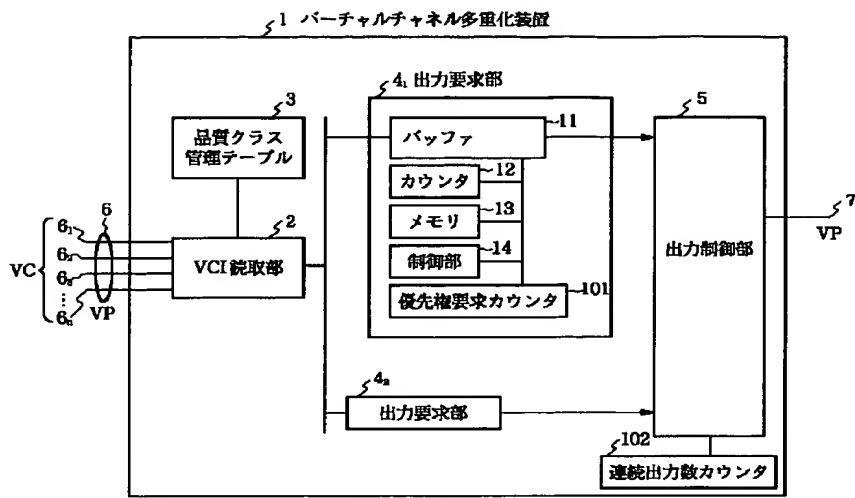 1 バーチャルチャネル多重化装置
4₁ 出力要求部
3
品質クラス
管理テーブル
11
バッファ
5
12
カウンタ
13
メモリ
14
制御部
101
優先権要求カウンタ
6
2
VCI読取部
VC
6₁
6₂
6₃
⋮
6ₙ
VP
出力制御部
7
VP
4₂
出力要求部
102
連続出力数カウンタ